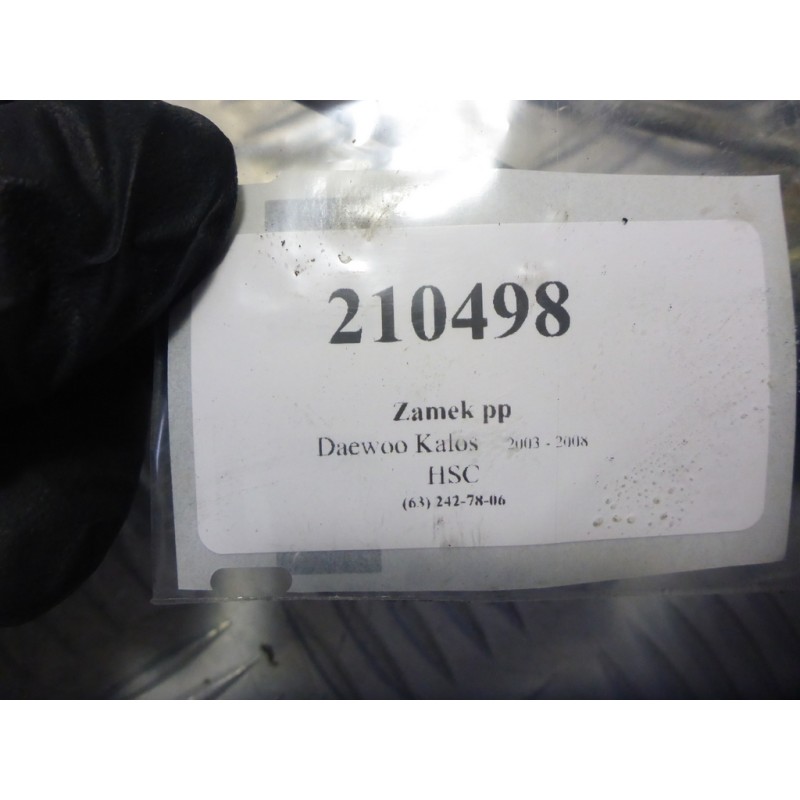 210498
Zamek pp
Daewoo Kalos 2003 - 2008
HSC
(63) 242-78-06